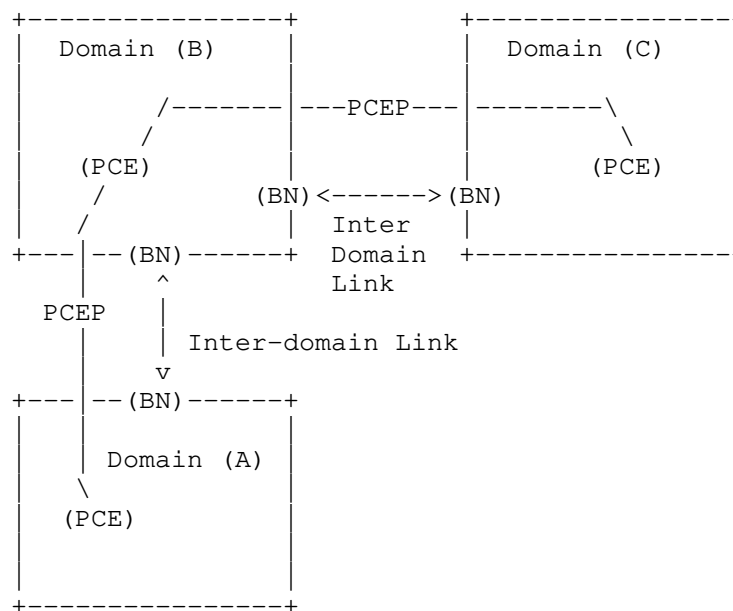 Domain (B) Domain (C)
PCEP
(PCE) (PCE)
(BN) <------> (BN)
Inter
(BN) Domain
Link
PCEP
Inter-domain Link
(BN)
Domain (A)
(PCE)